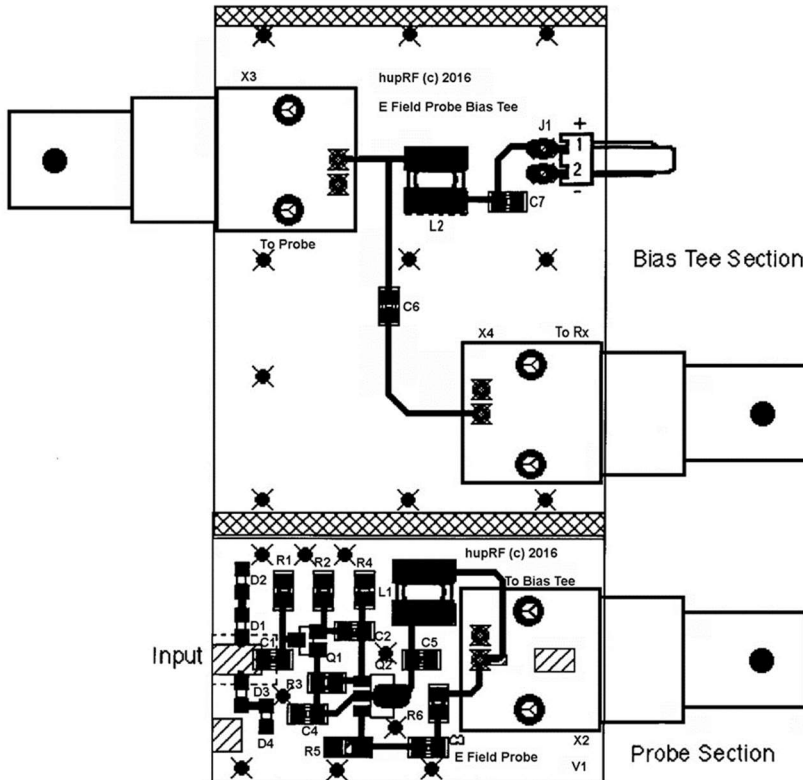 X3
hupRF (c) 2016
E Field Probe Bias Tee
J1
+
1
2
-
C7
L2
To Probe
Bias Tee Section
C6
X4
To Rx
hupRF (c) 2016
R1
R2
R4
D2
L1
To Bias Tee
D1
C1
C2
C5
Input
Q1
Q2
D3
R3
R6
C4
D4
C3
R5
E Field Probe
X2
Probe Section
V1